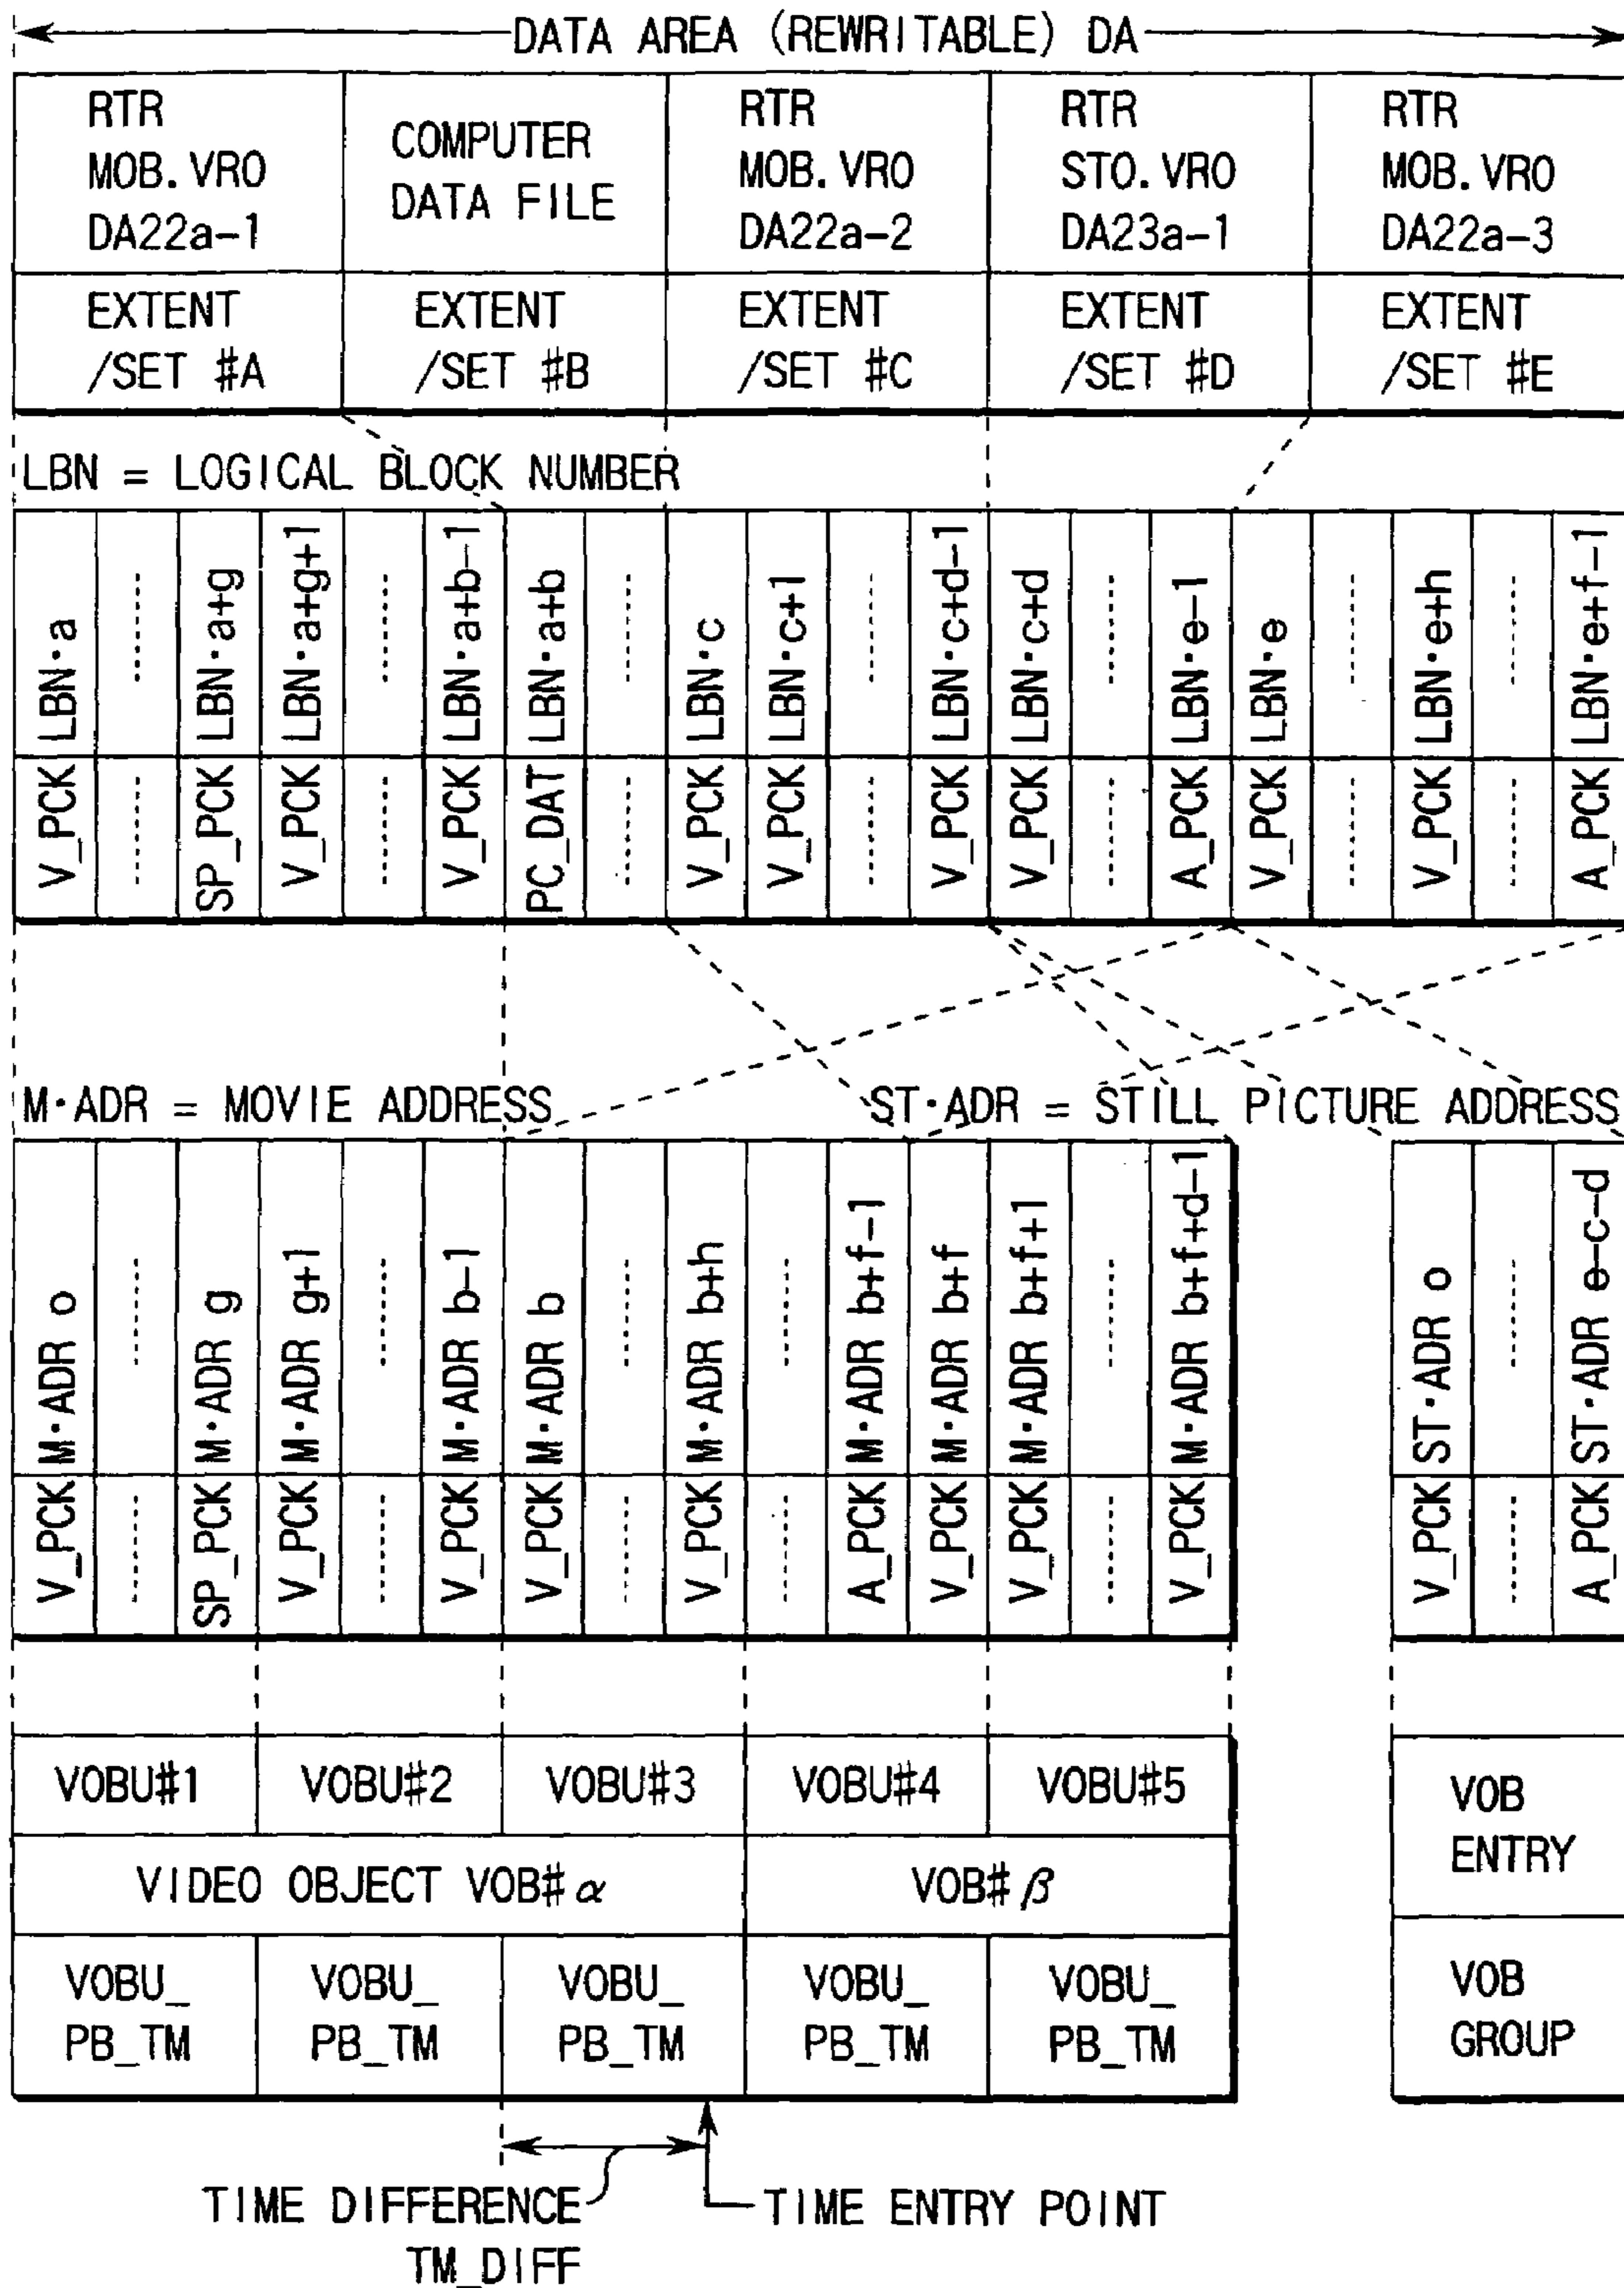 DATA AREA (REWRITABLE) DA
RTR
MOB.VRO
DA22a-1
COMPUTER
DATA FILE
RTR
MOB.VRO
DA22a-2
RTR
STO.VRO
DA23a-1
RTR
MOB.VRO
DA22a-3
EXTENT
/SET #A
EXTENT
/SET #B
EXTENT
/SET #C
EXTENT
/SET #D
EXTENT
/SET #E
LBN = LOGICAL BLOCK NUMBER
V_PCK LBN·a
SP_PCK LBN·a+g
V_PCK LBN·a+g+1
V_PCK LBN·a+b-1
PC_DAT LBN·a+b
V_PCK LBN·c
V_PCK LBN·c+1
V_PCK LBN·c+d-1
V_PCK LBN·c+d
A_PCK LBN·e-1
V_PCK LBN·e
V_PCK LBN·e+h
A_PCK LBN·e+f-1
M·ADR = MOVIE ADDRESS
ST·ADR = STILL PICTURE ADDRESS
V_PCK M·ADR o
SP_PCK M·ADR g
V_PCK M·ADR g+1
V_PCK M·ADR b-1
V_PCK M·ADR b
V_PCK M·ADR b+h
A_PCK M·ADR b+f-1
V_PCK M·ADR b+f
V_PCK M·ADR b+f+1
V_PCK M·ADR b+f+d-1
V_PCK ST·ADR o
A_PCK ST·ADR e-c-d
VOBU#1
VOBU#2
VOBU#3
VOBU#4
VOBU#5
VIDEO OBJECT VOB#α
VOB#β
VOBU_
PB_TM
VOBU_
PB_TM
VOBU_
PB_TM
VOBU_
PB_TM
VOBU_
PB_TM
VOB
ENTRY
VOB
GROUP
TIME DIFFERENCE
TM_DIFF
TIME ENTRY POINT